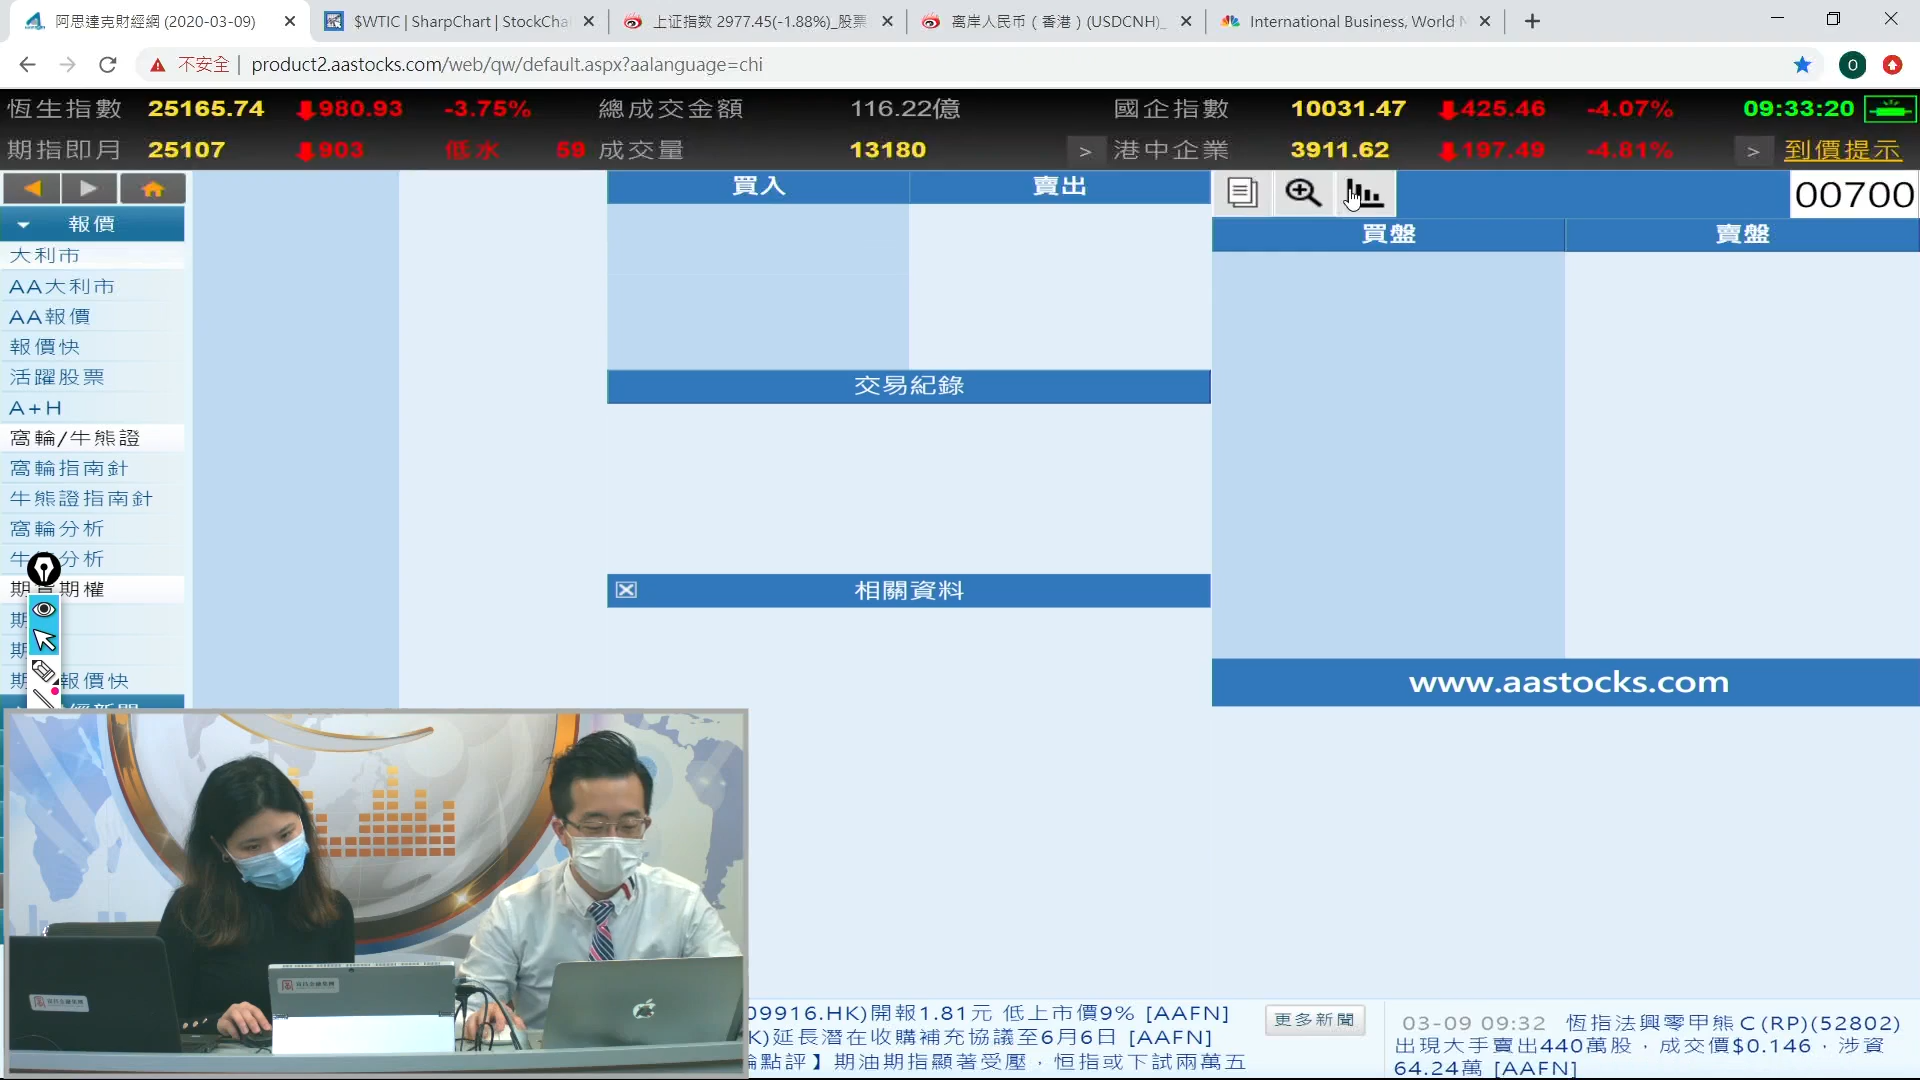 阿思達克財經網 (2020-03-09)
$WTIC | SharpChart | StockCha
上证指数 2977.45(-1.88%)_股票
离岸人民币(香港)(USDCNH)_
International Business, World N
不安全 | product2.aastocks.com/web/qw/default.aspx?aalanguage=chi
O
恆生指數 25165.74 980.93 -3.75% 總成交金額 116.22億 國企指數 10031.47 425.46 -4.07% 09:33:20
期指即月 25107 903 低水 59 成交量 13180 > 港中企業 3911.62 197.49 -4.81% > 到價提示
報價
大利市
AA大利市
AA報價
報價快
活躍股票
A+H
窩輪/牛熊證
窩輪指南針
牛熊證指南針
窩輪分析
分析
期權
報價快
買入 賣出
交易紀錄
相關資料
00700
買盤 賣盤
www.aastocks.com
09916.HK)開報1.81元 低上市價9% [AAFN]
K)延長潛在收購補充協議至6月6日 [AAFN]
點評】期油期指顯著受壓，恒指或下試兩萬五
更多新聞
03-09 09:32 恆指法興零甲熊C(RP)(52802)
出現大手賣出440萬股，成交價$0.146，涉資
64.24萬 [AAFN]